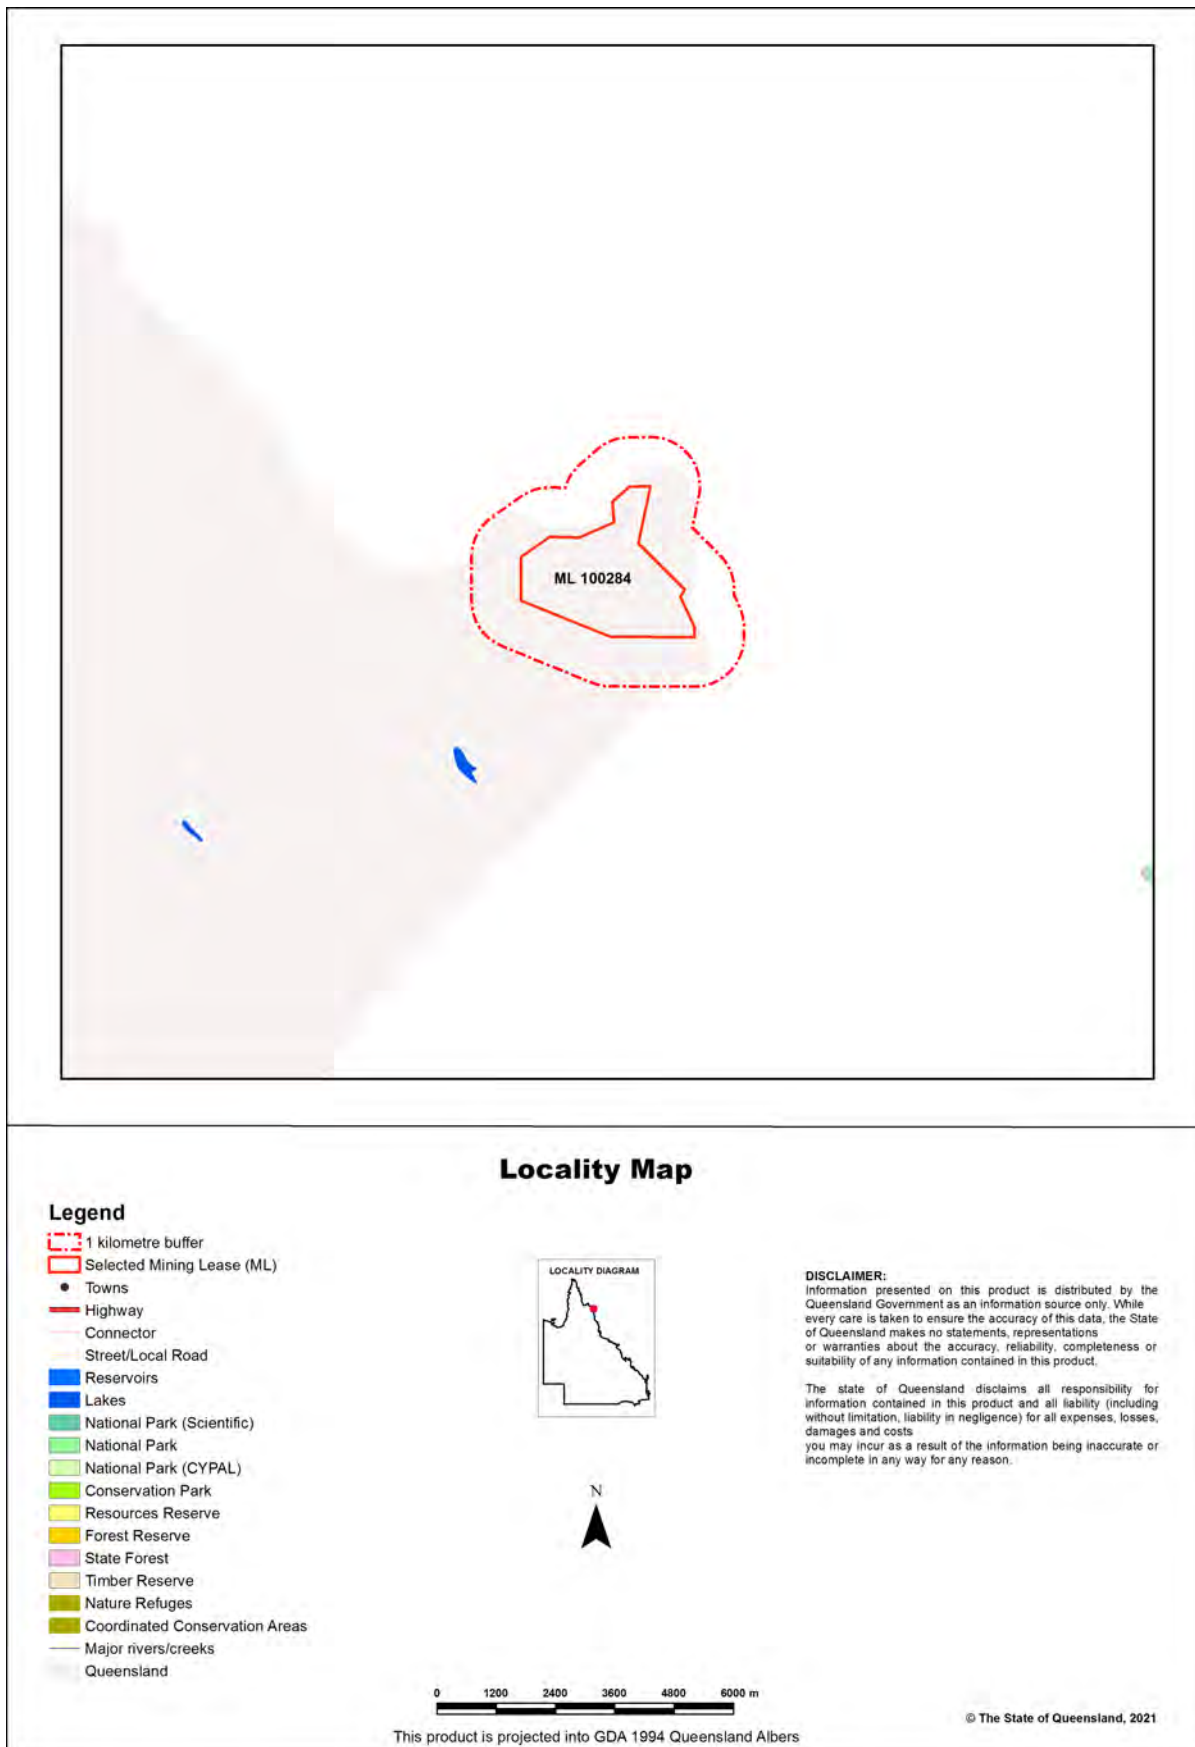 ML 100284
Locality Map
Legend
1 kilometre buffer
Selected Mining Lease (ML)
Towns
Highway
Connector
Street/Local Road
Reservoirs
Lakes
National Park (Scientific)
National Park
National Park (CYPAL)
Conservation Park
Resources Reserve
Forest Reserve
State Forest
Timber Reserve
Nature Refuges
Coordinated Conservation Areas
Major rivers/creeks
Queensland
LOCALITY DIAGRAM
N
0 1200 2400 3600 4800 6000 m
This product is projected into GDA 1994 Queensland Albers
DISCLAIMER:
Information presented on this product is distributed by the
Queensland Government as an information source only. While
every care is taken to ensure the accuracy of this data, the State
of Queensland makes no statements, representations
or warranties about the accuracy, reliability, completeness or
suitability of any information contained in this product.
The state of Queensland disclaims all responsibility for
information contained in this product and all liability (including
without limitation, liability in negligence) for all expenses, losses,
damages and costs
you may incur as a result of the information being inaccurate or
incomplete in any way for any reason.
© The State of Queensland, 2021